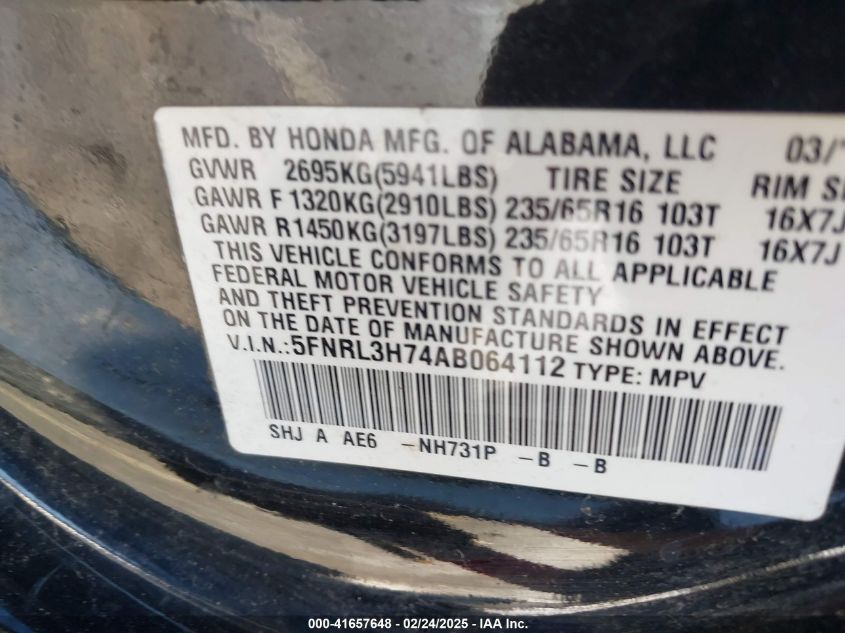 MFD. BY HONDA MFG. OF ALABAMA, LLC 03/
GVWR 2695KG(5941LBS) TIRE SIZE RIM
GAWR F 1320KG(2910LBS) 235/65R16 103T 16X7J
GAWR R1450KG(3197LBS) 235/65R16 103T 16X7J
THIS VEHICLE CONFORMS TO ALL APPLICABLE
FEDERAL MOTOR VEHICLE SAFETY
AND THEFT PREVENTION STANDARDS IN EFFECT
ON THE DATE OF MANUFACTURE SHOWN ABOVE.
V.I.N.:5FNRL3H74AB064112 TYPE: MPV
SHJ A AE6 -NH731P -B -B
000-41657648 - 02/24/2025 - IAA Inc.